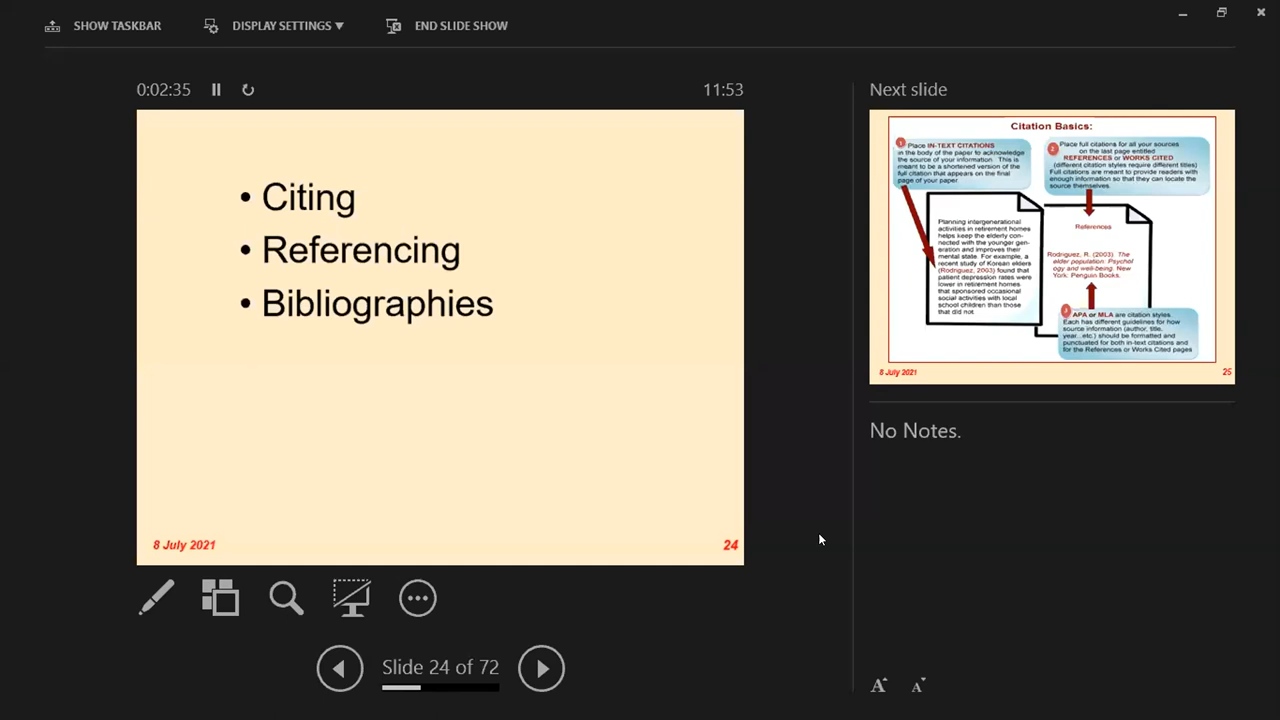 SHOW TASKBAR
DISPLAY SETTINGS
END SLIDE SHOW
0:02:35
11:53
• Citing
• Referencing
• Bibliographies
8 July 2021
24
Slide 24 of 72
Next slide
Citation Basics:
1
Place IN-TEXT CITATIONS
in the body of the paper to acknowledge
the source of your information. This is
meant to be a shortened version of the
full citation that appears on the final
page of your paper.
2
Place full citations for all your sources
on the last page entitled
REFERENCES or WORKS CITED
(different citation styles require different titles)
Full citations are meant to provide readers with
enough information so that they can locate the
source themselves.
Planning intergenerational
activities in retirement homes
helps keep the elderly con-
nected with the younger gen-
eration and improves their
mental state. For example, a
recent study of Korean elders
(Rodriguez, 2003) found that
patient depression rates were
lower in retirement homes
that sponsored occasional
social activities with local
school children than those
that did not
References
Rodriguez, R. (2003) The
elder population: Psychol
ogy and well-being. New
York: Penguin Books.
3
APA or MLA are citation styles.
Each has different guidelines for how
source information (author, title,
year...etc.) should be formatted and
punctuated for both in-text citations and
for the References or Works Cited pages
8 July 2021
25
No Notes.
A A